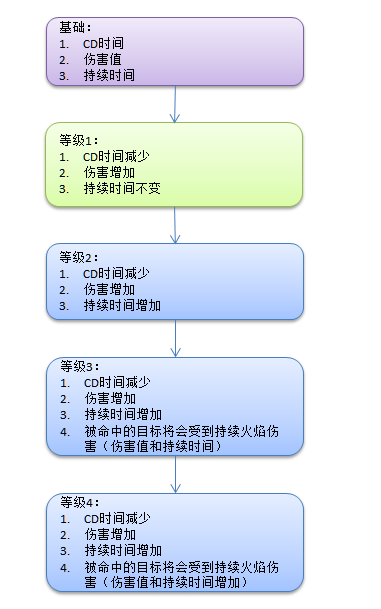 基础：
1. CD时间
2. 伤害值
3. 持续时间
等级1：
1. CD时间减少
2. 伤害增加
3. 持续时间不变
等级2：
1. CD时间减少
2. 伤害增加
3. 持续时间增加
等级3：
1. CD时间减少
2. 伤害增加
3. 持续时间增加
4. 被命中的目标将会受到持续火焰伤
害（伤害值和持续时间）
等级4：
1. CD时间减少
2. 伤害增加
3. 持续时间增加
4. 被命中的目标将会受到持续火焰伤
害（伤害值和持续时间增加）